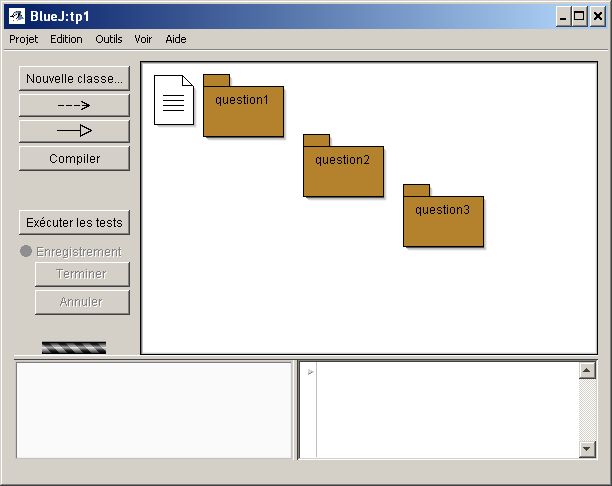 BlueJ:tp1
Projet Edition Outils Voir Aide
Nouvelle classe...
Compiler
Exécuter les tests
Enregistrement
Terminer
Annuler
question1
question2
question3